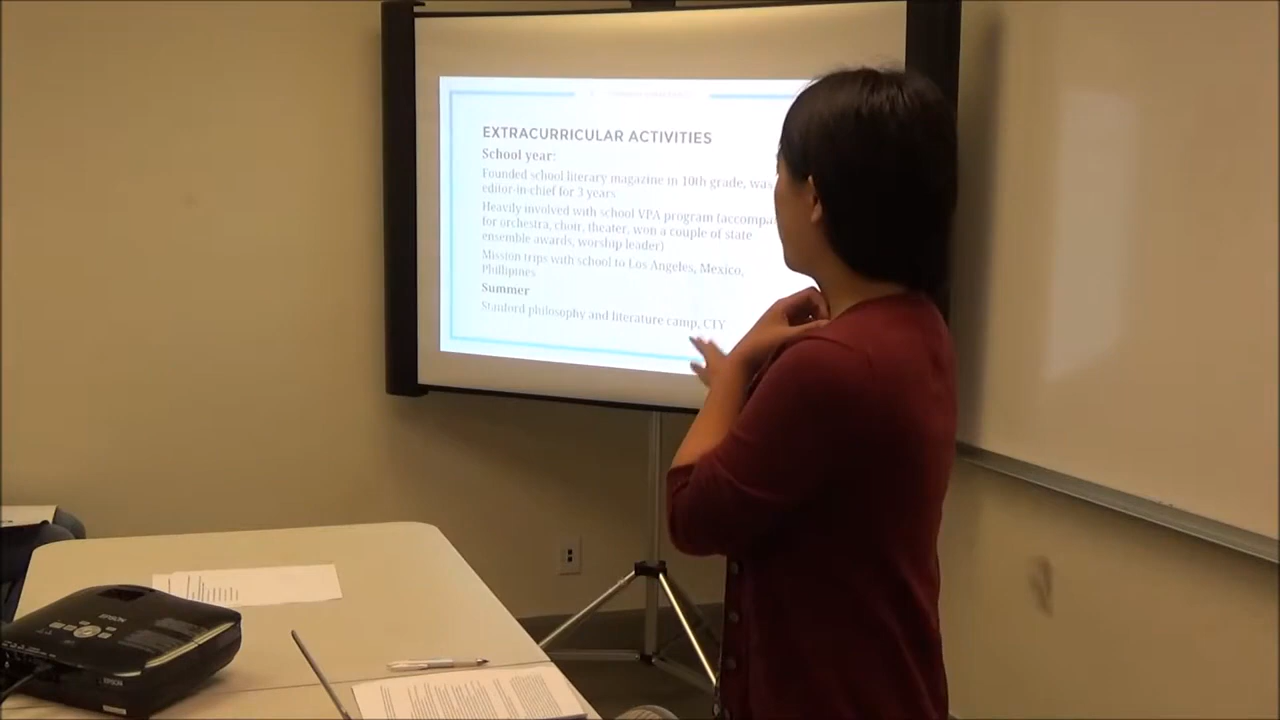 EXTRACURRICULAR ACTIVITIES
School year:
Founded school literary magazine in 10th grade, was
editor-in-chief for 3 years
Heavily involved with school VPA program
for orchestra, choir, theater, won a couple of state
ensemble awards, worship leader)
Mission trips with school to Los Angeles, Mexico,
Phillipines
Summer
Stanford philosophy and literature camp, CTY
EPSON
EPSON